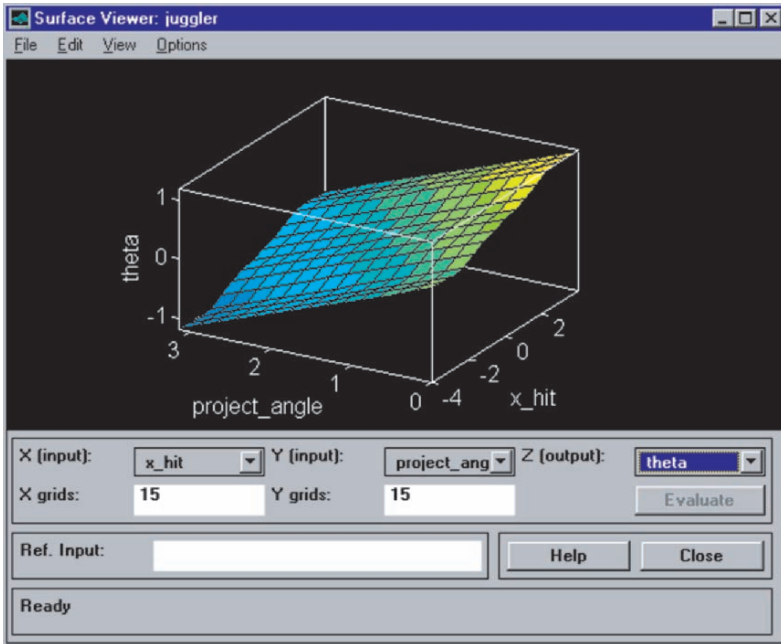 Surface Viewer: juggler
File Edit View Options
1
0
-1
theta
3
2
1
0
project_angle
-4
-2
0
2
x_hit
X (input): x_hit Y (input): project_ang Z (output): theta
X grids: 15 Y grids: 15 Evaluate
Ref. Input: Help Close
Ready